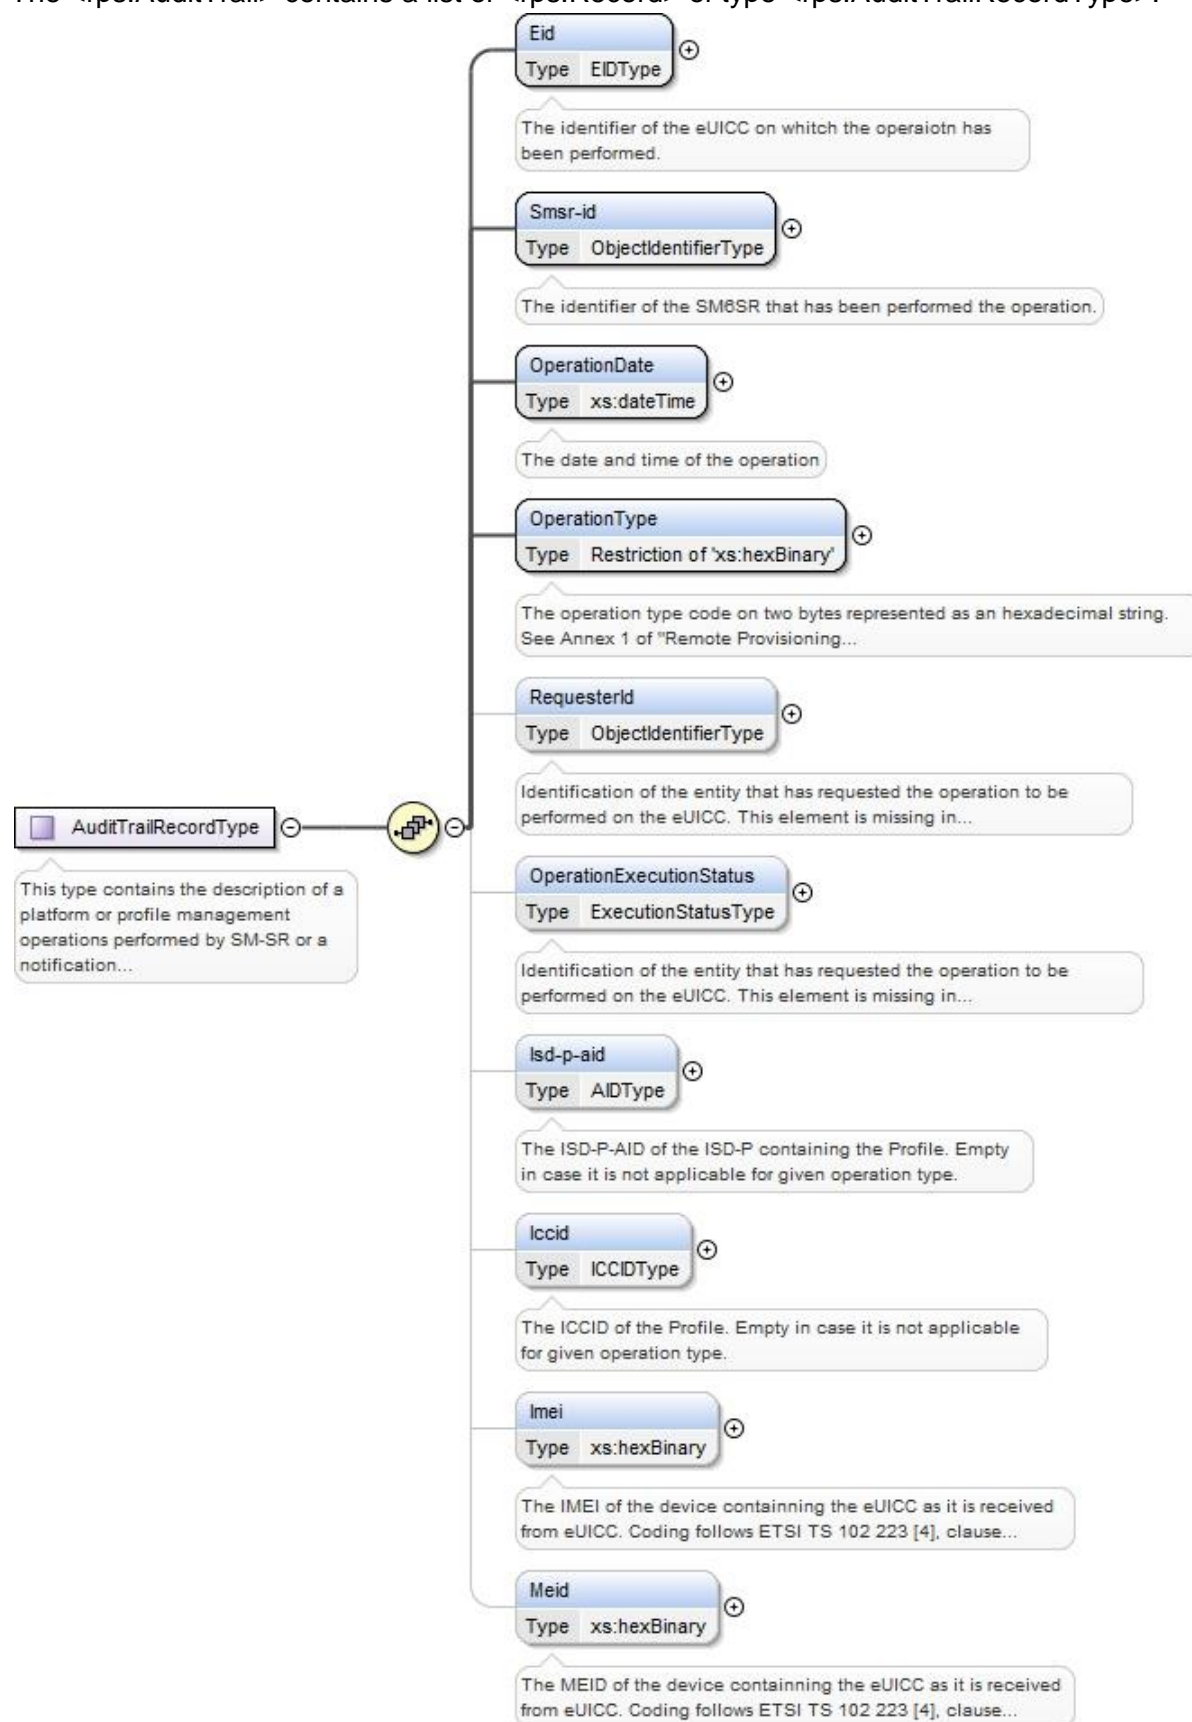 The <rps:AuditTrail> contains a list of <rps:Record> of type <rps:AuditTrailRecordType>.
Eid
Type EIDType
The identifier of the eUICC on whitch the operaiotn has
been performed.
Smsr-id
Type ObjectIdentifierType
The identifier of the SM6SR that has been performed the operation.
OperationDate
Type xs:dateTime
The date and time of the operation
OperationType
Type Restriction of 'xs:hexBinary'
The operation type code on two bytes represented as an hexadecimal string.
See Annex 1 of "Remote Provisioning...
RequesterId
Type ObjectIdentifierType
Identification of the entity that has requested the operation to be
performed on the eUICC. This element is missing in...
AuditTrailRecordType
This type contains the description of a
platform or profile management
operations performed by SM-SR or a
notification...
OperationExecutionStatus
Type ExecutionStatusType
Identification of the entity that has requested the operation to be
performed on the eUICC. This element is missing in...
Isd-p-aid
Type AIDType
The ISD-P-AID of the ISD-P containing the Profile. Empty
in case it is not applicable for given operation type.
Iccid
Type ICCIDType
The ICCID of the Profile. Empty in case it is not applicable
for given operation type.
Imei
Type xs:hexBinary
The IMEI of the device containning the eUICC as it is received
from eUICC. Coding follows ETSI TS 102 223 [4], clause...
Meid
Type xs:hexBinary
The MEID of the device containning the eUICC as it is received
from eUICC. Coding follows ETSI TS 102 223 [4], clause...